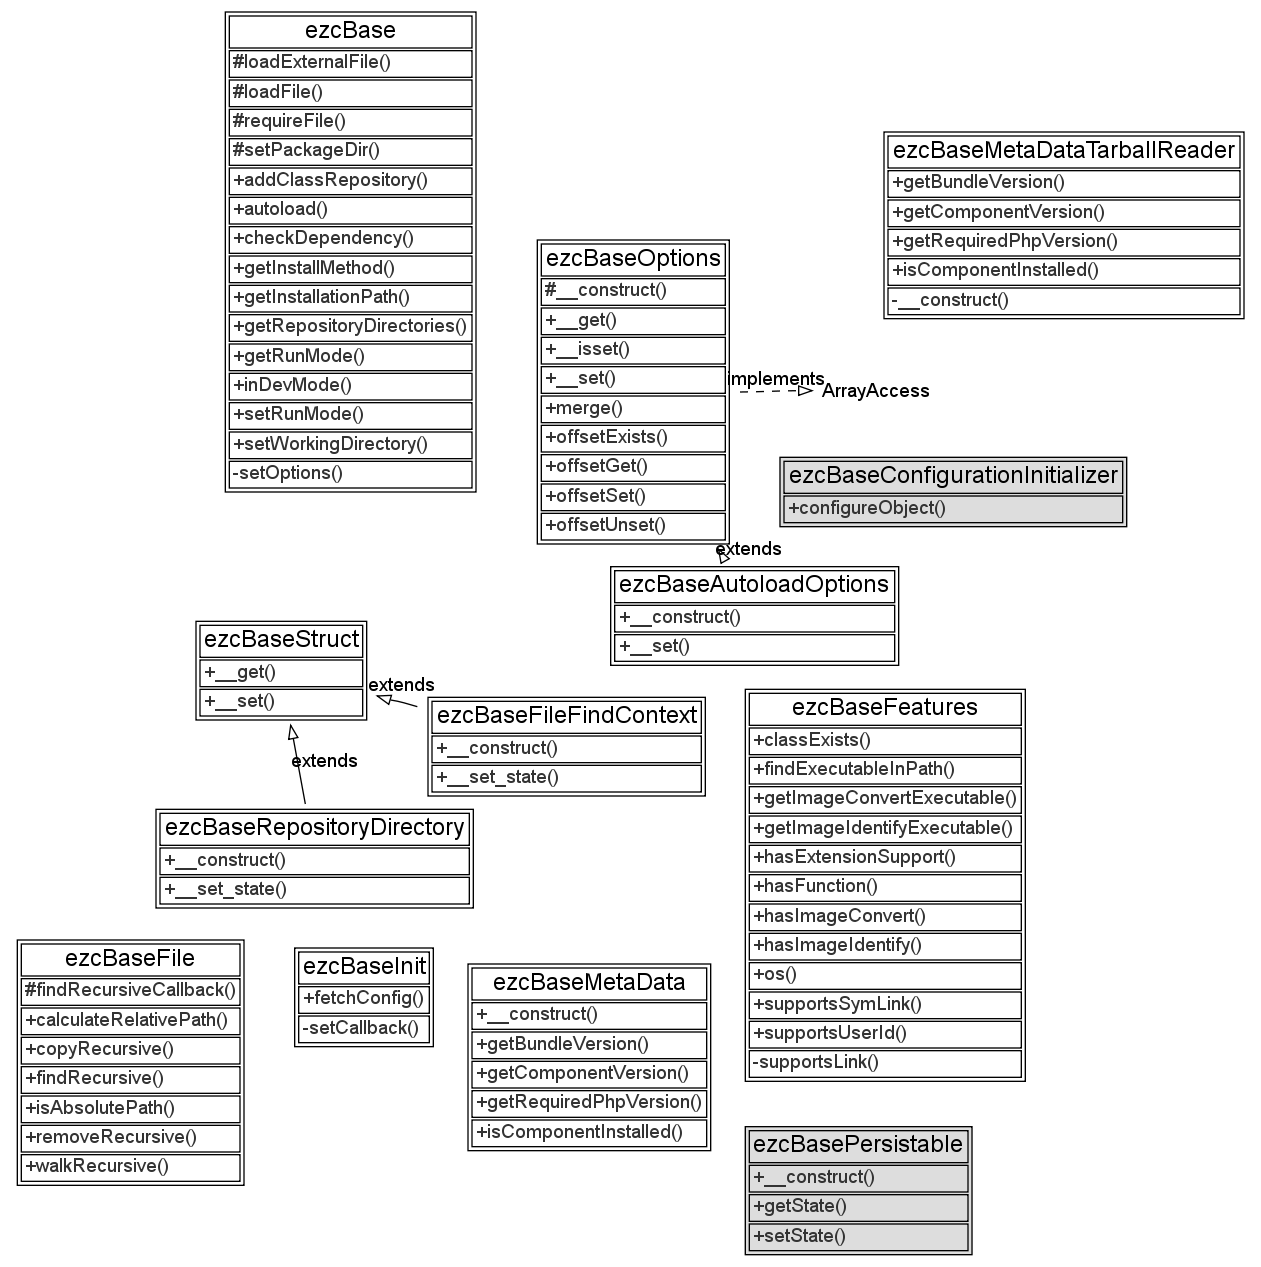 ezcBase
#loadExternalFile()
#loadFile()
#requireFile()
#setPackageDir()
+addClassRepository()
+autoload()
+checkDependency()
+getInstallMethod()
+getInstallationPath()
+getRepositoryDirectories()
+getRunMode()
+inDevMode()
+setRunMode()
+setWorkingDirectory()
-setOptions()
ezcBaseMetaDataTarballReader
+getBundleVersion()
+getComponentVersion()
+getRequiredPhpVersion()
+isComponentInstalled()
-__construct()
ezcBaseOptions
#__construct()
+__get()
+__isset()
+__set()
+merge()
+offsetExists()
+offsetGet()
+offsetSet()
+offsetUnset()
implements
ArrayAccess
ezcBaseConfigurationInitializer
+configureObject()
extends
ezcBaseAutoloadOptions
+__construct()
+__set()
ezcBaseStruct
+__get()
+__set()
extends
ezcBaseFileFindContext
+__construct()
+__set_state()
extends
ezcBaseRepositoryDirectory
+__construct()
+__set_state()
ezcBaseFeatures
+classExists()
+findExecutableInPath()
+getImageConvertExecutable()
+getImageIdentifyExecutable()
+hasExtensionSupport()
+hasFunction()
+hasImageConvert()
+hasImageIdentify()
+os()
+supportsSymLink()
+supportsUserId()
-supportsLink()
ezcBaseFile
#findRecursiveCallback()
+calculateRelativePath()
+copyRecursive()
+findRecursive()
+isAbsolutePath()
+removeRecursive()
+walkRecursive()
ezcBaseInit
+fetchConfig()
-setCallback()
ezcBaseMetaData
+__construct()
+getBundleVersion()
+getComponentVersion()
+getRequiredPhpVersion()
+isComponentInstalled()
ezcBasePersistable
+__construct()
+getState()
+setState()